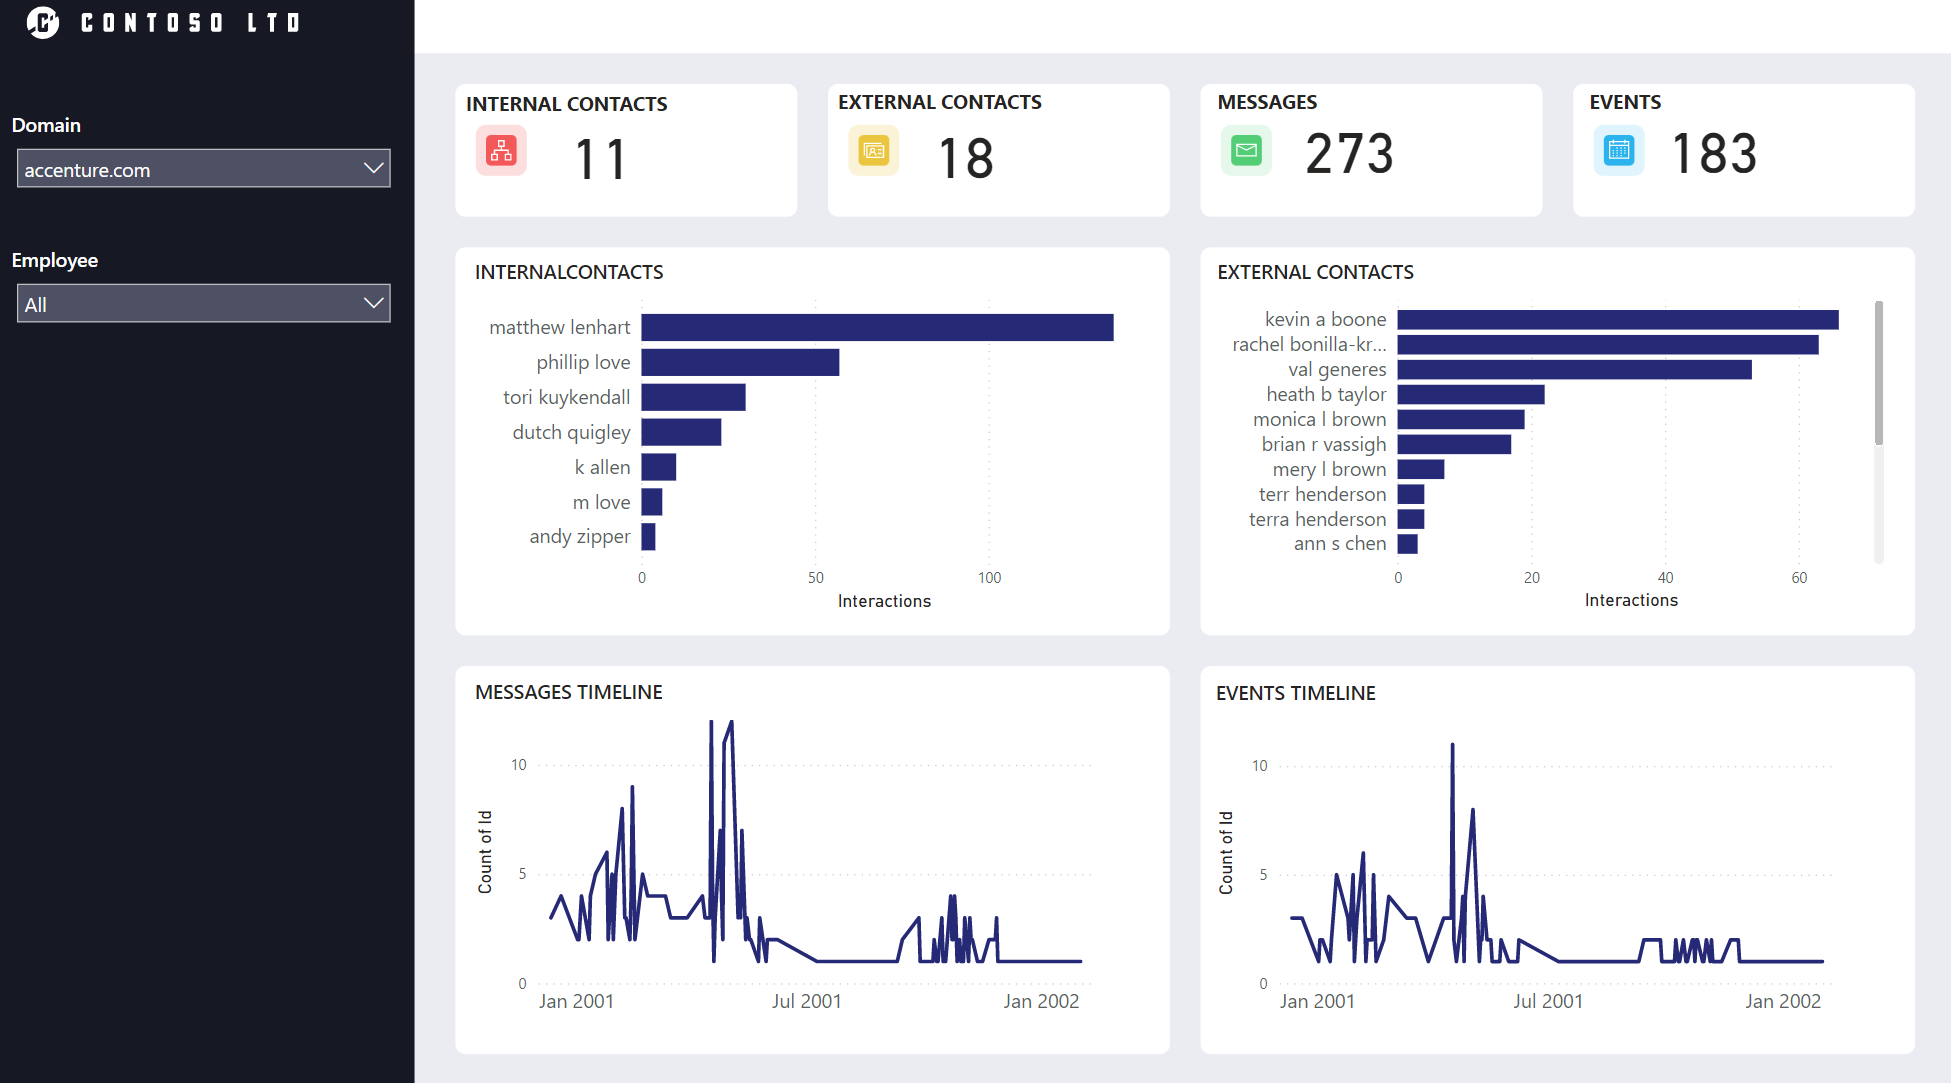 CONTOSO LTD
Domain
accenture.com
Employee
All
INTERNAL CONTACTS
11
EXTERNAL CONTACTS
18
MESSAGES
273
EVENTS
183
INTERNALCONTACTS
matthew lenhart
phillip love
tori kuykendall
dutch quigley
k allen
m love
andy zipper
0 50 100
Interactions
EXTERNAL CONTACTS
kevin a boone
rachel bonilla-kr...
val generes
heath b taylor
monica l brown
brian r vassigh
mery l brown
terr henderson
terra henderson
ann s chen
0 20 40 60
Interactions
MESSAGES TIMELINE
Count of Id
10
5
0
Jan 2001 Jul 2001 Jan 2002
EVENTS TIMELINE
Count of Id
10
5
0
Jan 2001 Jul 2001 Jan 2002